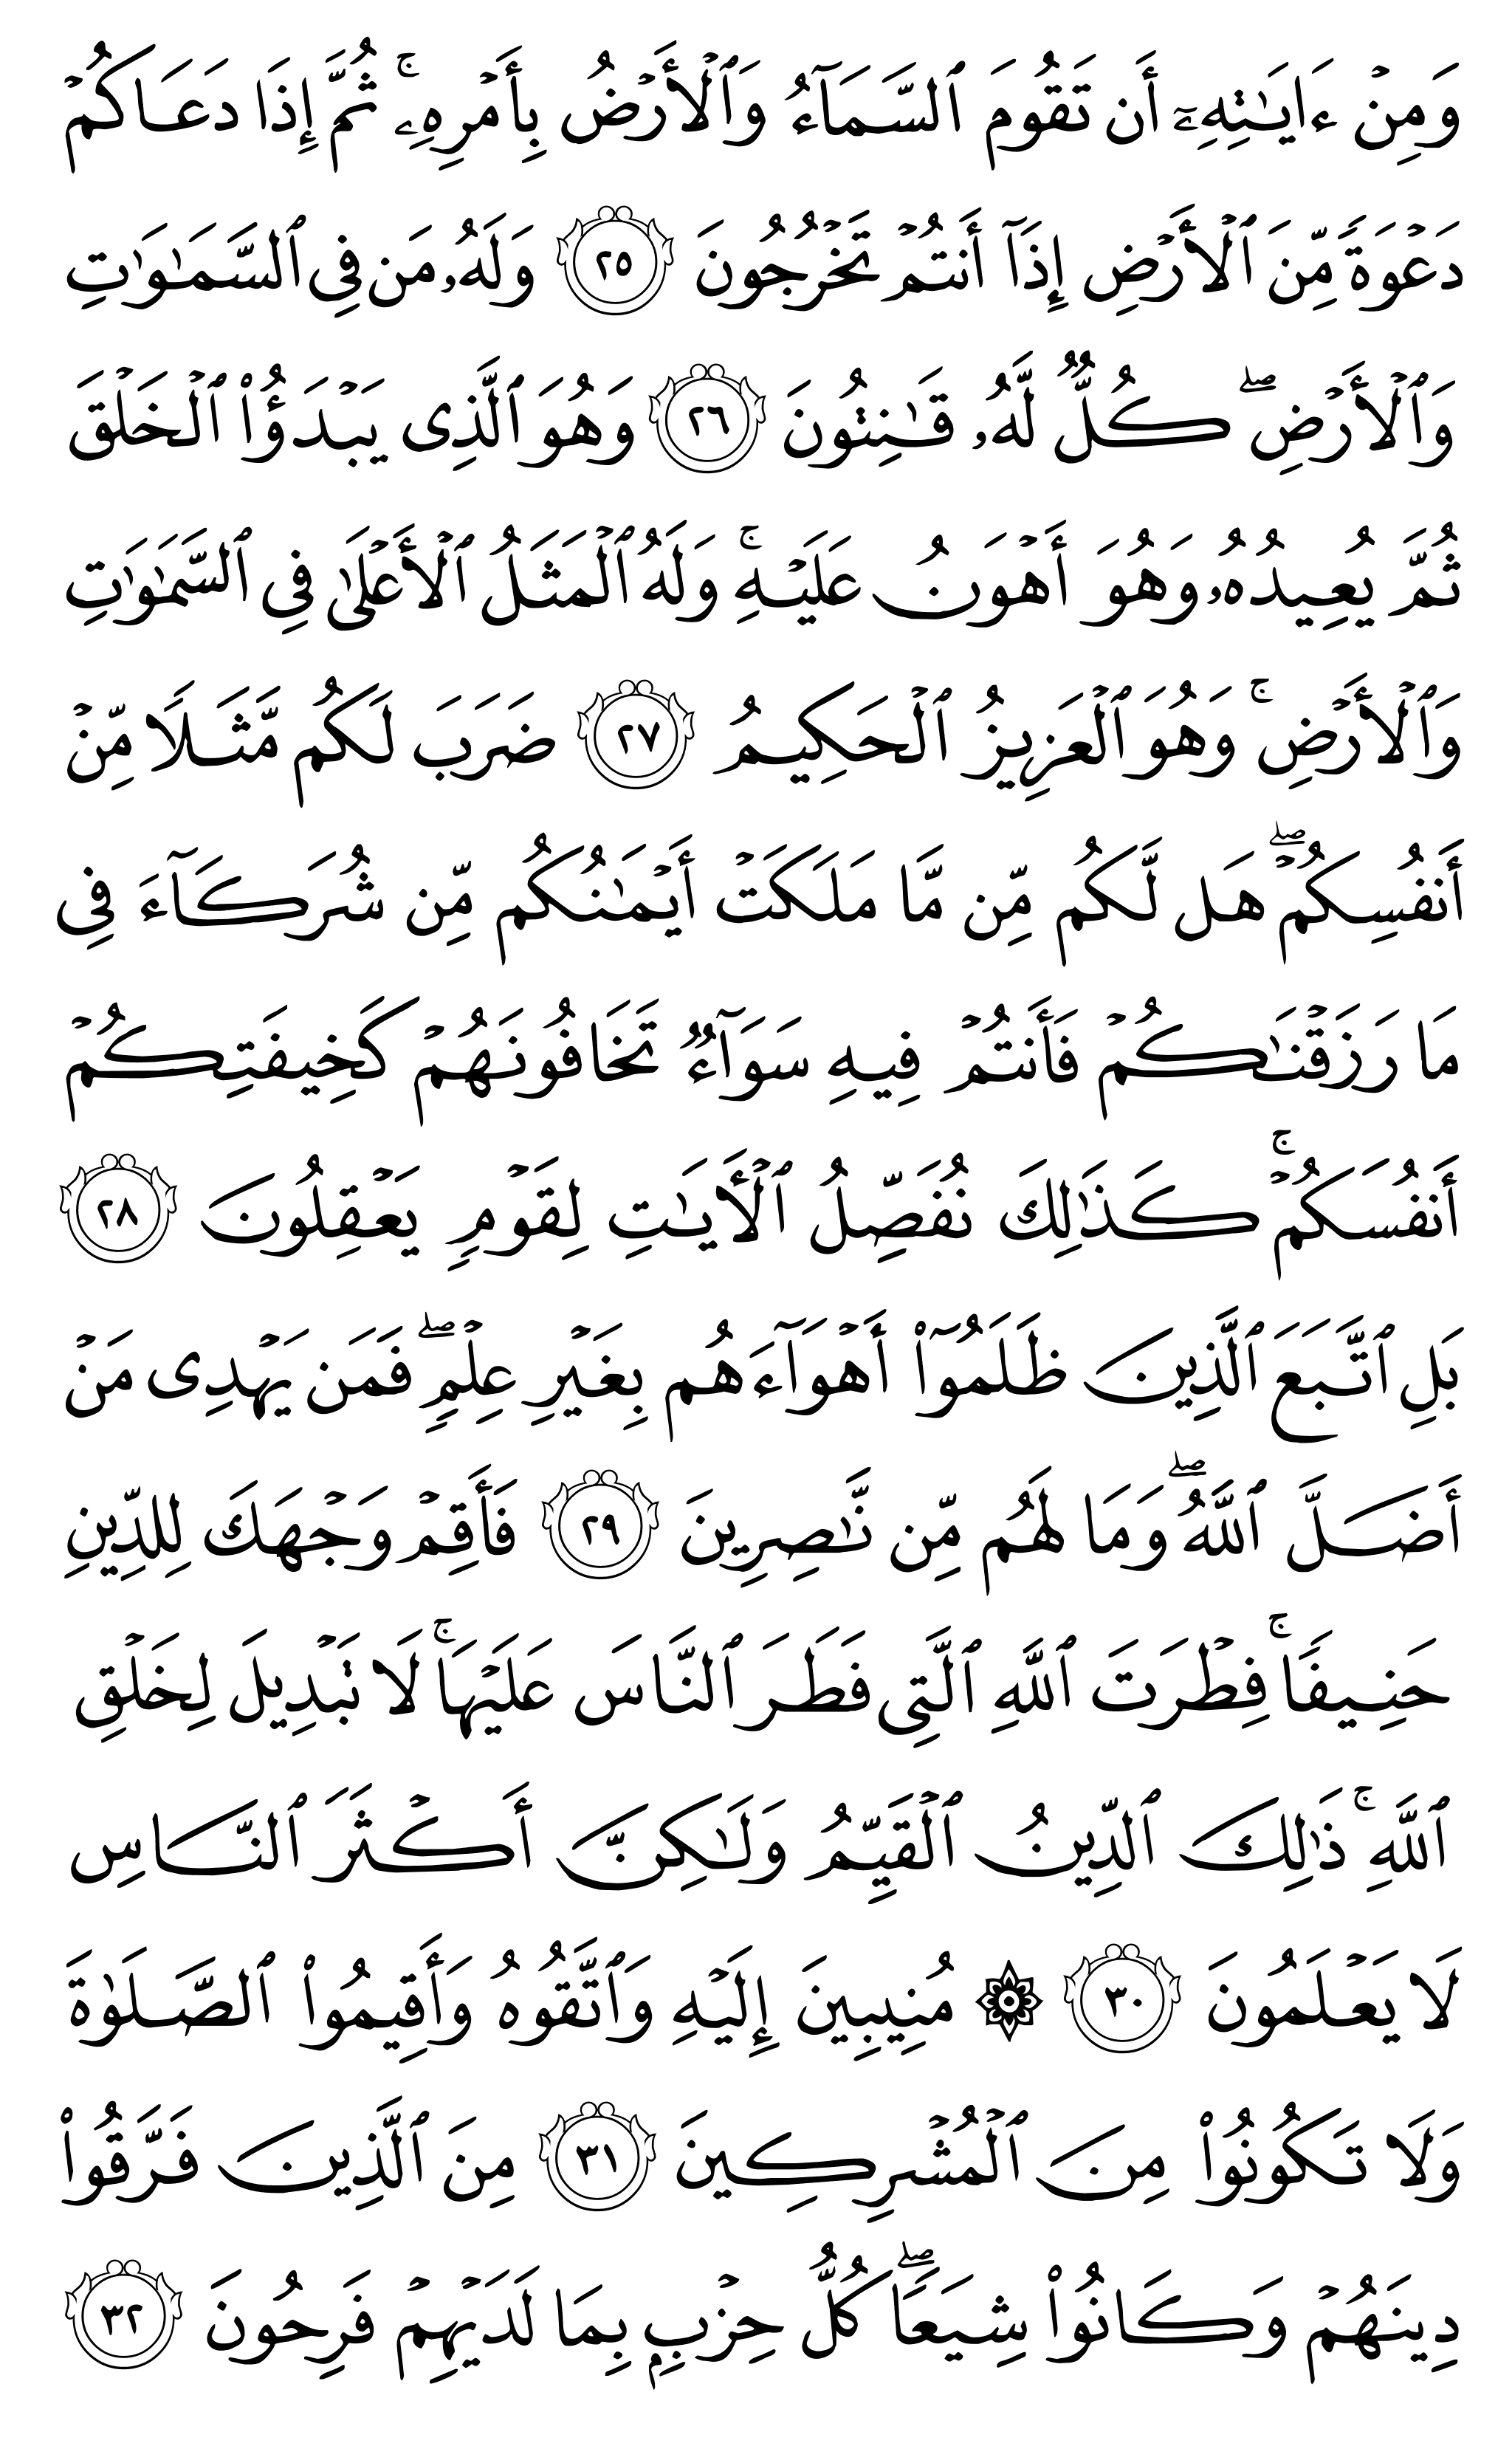 وَمِنۡ ءَايَٰتِهِۦٓ أَن تَقُومَ ٱلسَّمَآءُ وَٱلۡأَرۡضُ بِأَمۡرِهِۦۚ ثُمَّ إِذَا دَعَاكُمۡ
دَعۡوَةٗ مِّنَ ٱلۡأَرۡضِ إِذَآ أَنتُمۡ تَخۡرُجُونَ ٢٥ وَلَهُۥ مَن فِي ٱلسَّمَٰوَٰتِ
وَٱلۡأَرۡضِۖ كُلّٞ لَّهُۥ قَٰنِتُونَ ٢٦ وَهُوَ ٱلَّذِي يَبۡدَؤُاْ ٱلۡخَلۡقَ
ثُمَّ يُعِيدُهُۥ وَهُوَ أَهۡوَنُ عَلَيۡهِۚ وَلَهُ ٱلۡمَثَلُ ٱلۡأَعۡلَىٰ فِي ٱلسَّمَٰوَٰتِ
وَٱلۡأَرۡضِۚ وَهُوَ ٱلۡعَزِيزُ ٱلۡحَكِيمُ ٢٧ ضَرَبَ لَكُم مَّثَلٗا مِّنۡ
أَنفُسِكُمۡۖ هَل لَّكُم مِّن مَّا مَلَكَتۡ أَيۡمَٰنُكُم مِّن شُرَكَآءَ فِي
مَا رَزَقۡنَٰكُمۡ فَأَنتُمۡ فِيهِ سَوَآءٞ تَخَافُونَهُمۡ كَخِيفَتِكُمۡ
أَنفُسَكُمۡۚ كَذَٰلِكَ نُفَصِّلُ ٱلۡأٓيَٰتِ لِقَوۡمٖ يَعۡقِلُونَ ٢٨
بَلِ ٱتَّبَعَ ٱلَّذِينَ ظَلَمُوٓاْ أَهۡوَآءَهُم بِغَيۡرِ عِلۡمٖۖ فَمَن يَهۡدِي مَنۡ
أَضَلَّ ٱللَّهُۖ وَمَا لَهُم مِّن نَّٰصِرِينَ ٢٩ فَأَقِمۡ وَجۡهَكَ لِلدِّينِ
حَنِيفٗاۚ فِطۡرَتَ ٱللَّهِ ٱلَّتِي فَطَرَ ٱلنَّاسَ عَلَيۡهَاۚ لَا تَبۡدِيلَ لِخَلۡقِ
ٱللَّهِۚ ذَٰلِكَ ٱلدِّينُ ٱلۡقَيِّمُ وَلَٰكِنَّ أَكۡثَرَ ٱلنَّاسِ
لَا يَعۡلَمُونَ ٣٠ ۞ مُنِيبِينَ إِلَيۡهِ وَٱتَّقُوهُ وَأَقِيمُواْ ٱلصَّلَوٰةَ
وَلَا تَكُونُواْ مِنَ ٱلۡمُشۡرِكِينَ ٣١ مِنَ ٱلَّذِينَ فَرَّقُواْ
دِينَهُمۡ وَكَانُواْ شِيَعٗاۖ كُلُّ حِزۡبِۭ بِمَا لَدَيۡهِمۡ فَرِحُونَ ٣٢